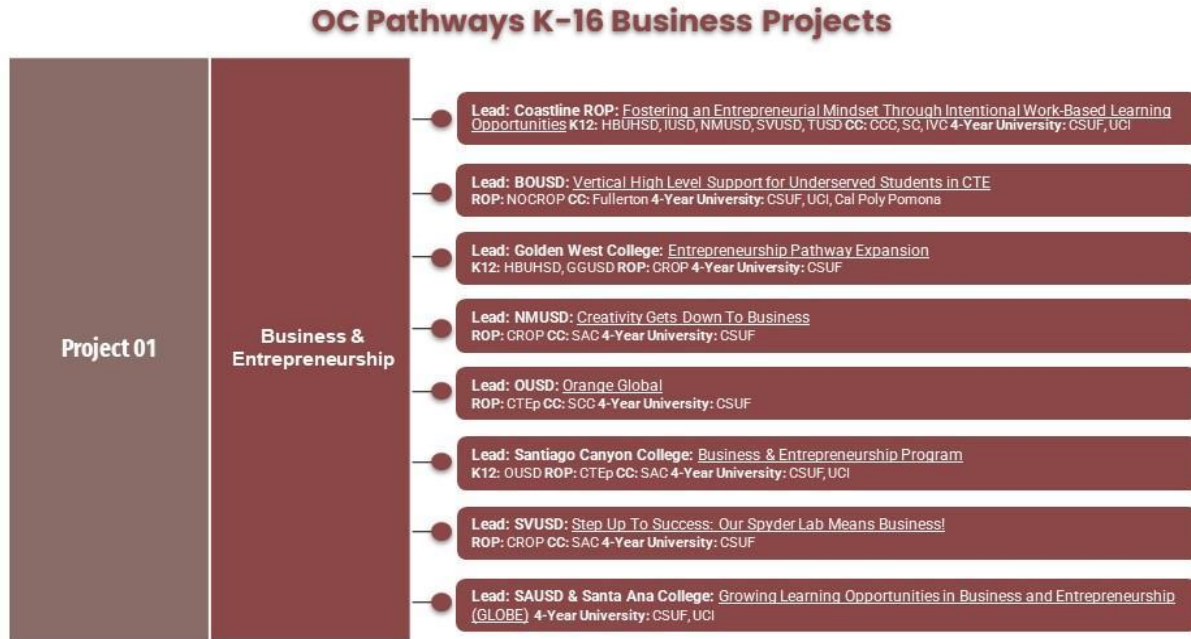 OC Pathways K-16 Business Projects
Project 01
Business &
Entrepreneurship
Lead: Coastline ROP: Fostering an Entrepreneurial Mindset Through Intentional Work-Based Learning
Opportunities K12: HBUHSD, IUSD, NMUSD, SVUSD, TUSD CC: CCC, SC, IVC 4-Year University: CSUF, UCI
Lead: BOUSD: Vertical High Level Support for Underserved Students in CTE
ROP: NOCROP CC: Fullerton 4-Year University: CSUF, UCI, Cal Poly Pomona
Lead: Golden West College: Entrepreneurship Pathway Expansion
K12: HBUHSD, GGUSD ROP: CROP 4-Year University: CSUF
Lead: NMUSD: Creativity Gets Down To Business
ROP: CROP CC: SAC 4-Year University: CSUF
Lead: OUSD: Orange Global
ROP: CTEp CC: SCC 4-Year University: CSUF
Lead: Santiago Canyon College: Business & Entrepreneurship Program
K12: OUSD ROP: CTEp CC: SAC 4-Year University: CSUF, UCI
Lead: SVUSD: Step Up To Success: Our Spyder Lab Means Business!
ROP: CROP CC: SAC 4-Year University: CSUF
Lead: SAUSD & Santa Ana College: Growing Learning Opportunities in Business and Entrepreneurship
(GLOBE) 4-Year University: CSUF, UCI